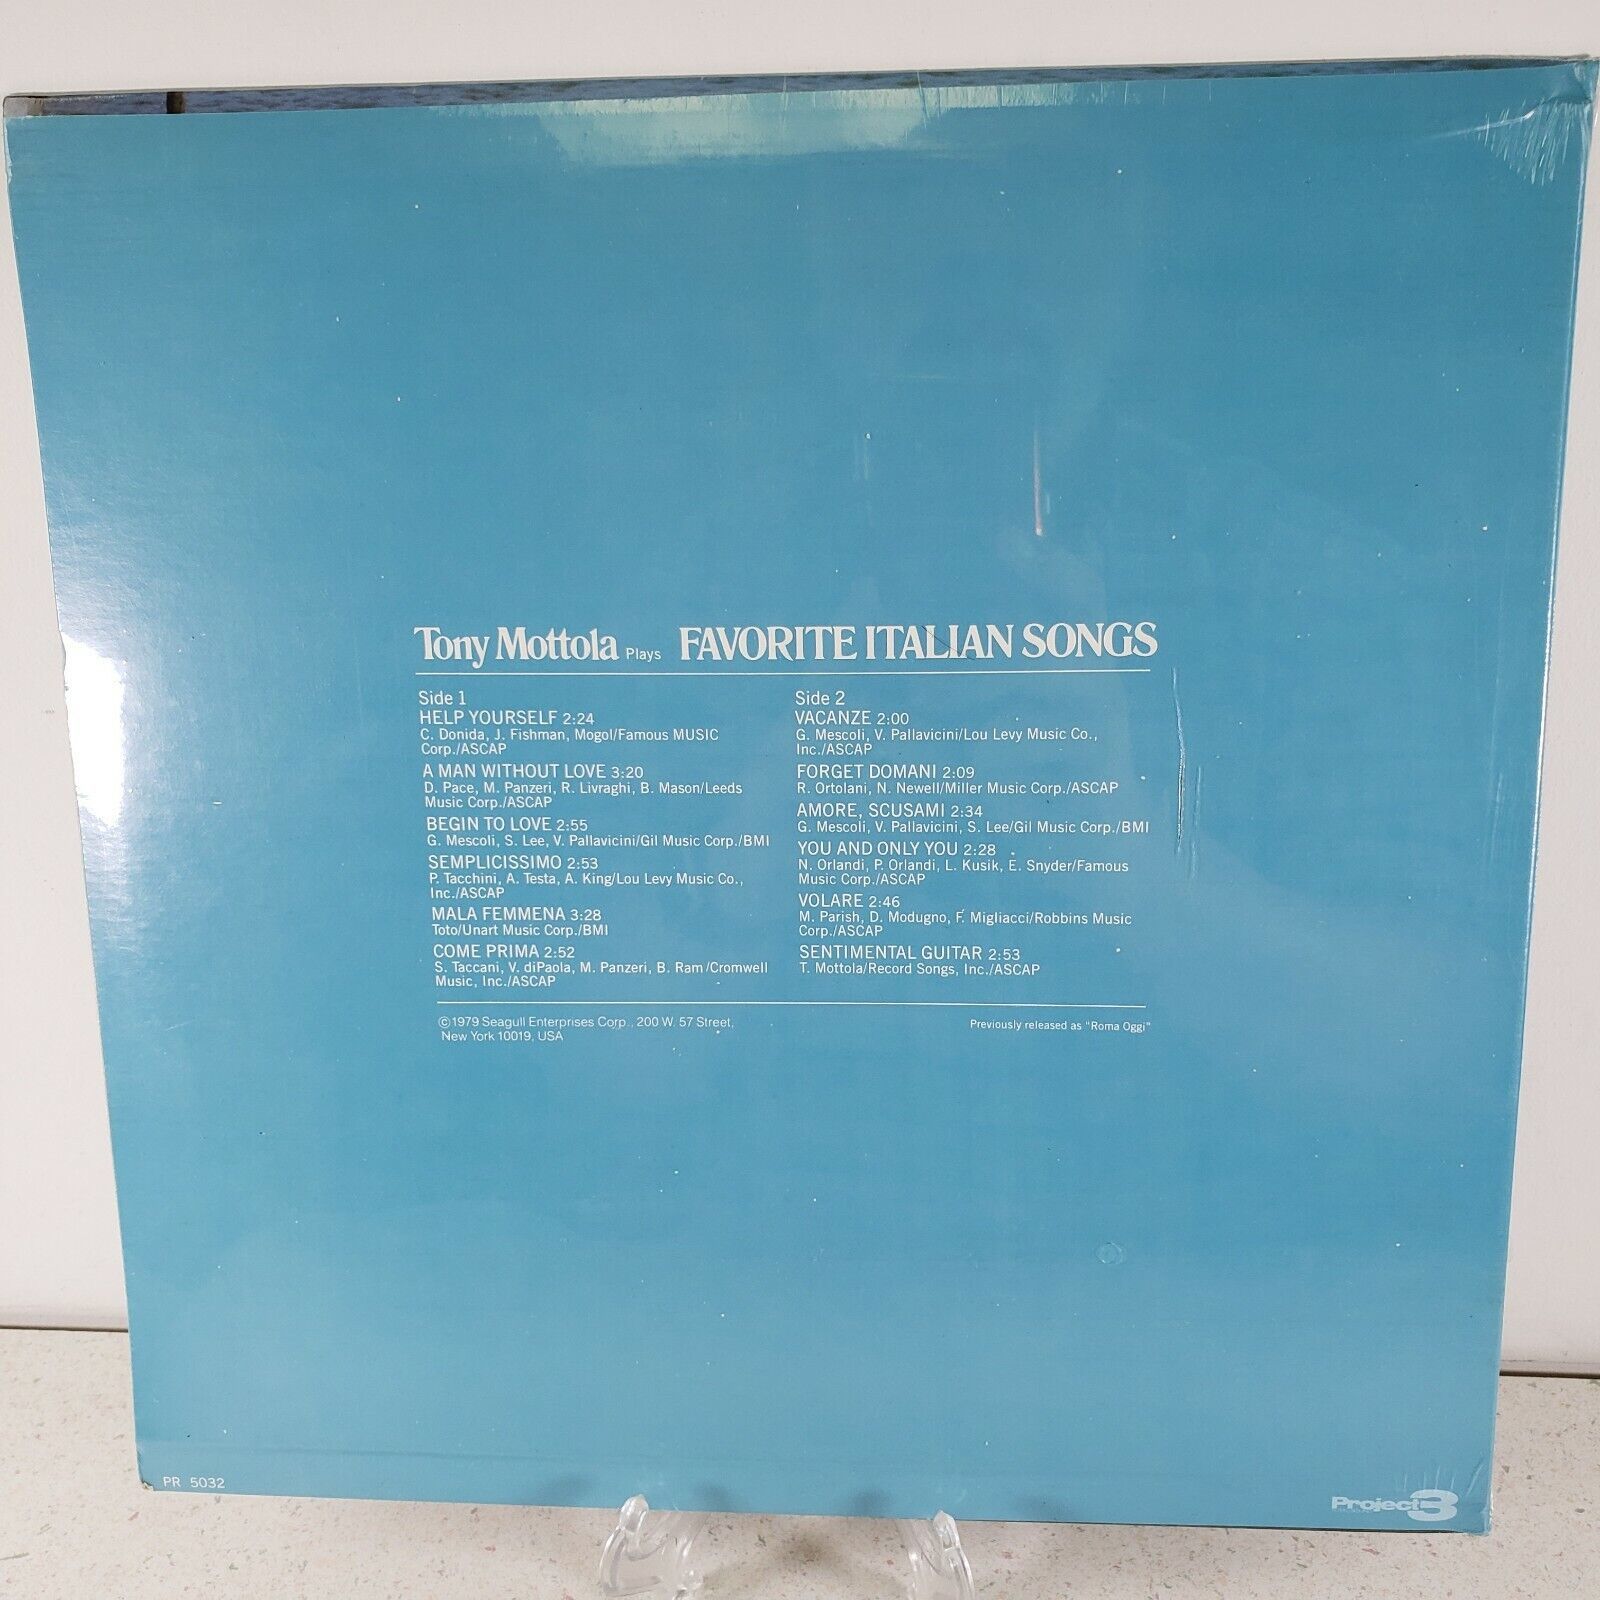 Tony Mottola Plays FAVORITE ITALIAN SONGS
Side 1
HELP YOURSELF 2:24
C. Donida, J. Fishman, Mogol/Famous MUSIC
Corp./ASCAP
A MAN WITHOUT LOVE 3:20
D. Pace, M. Panzeri, R. Livraghi, B. Mason/Leeds
Music Corp./ASCAP
BEGIN TO LOVE 2:55
G. Mescoli, S. Lee, V. Pallavicini/Gil Music Corp./BMI
SEMPLICISSIMO 2:53
P. Tacchini, A. Testa, A. King/Lou Levy Music Co.,
Inc./ASCAP
MALA FEMMENA 3:28
Toto/Unart Music Corp./BMI
COME PRIMA 2:52
S. Taccani, V. diPaola, M. Panzeri, B. Ram/Cromwell
Music, Inc./ASCAP
Side 2
VACANZE 2:00
G. Mescoli, V. Pallavicini/Lou Levy Music Co.,
Inc./ASCAP
FORGET DOMANI 2:09
R. Ortolani, N. Newell/Miller Music Corp./ASCAP
AMORE, SCUSAMI 2:34
G. Mescoli, V. Pallavicini, S. Lee/Gil Music Corp./BMI
YOU AND ONLY YOU 2:28
N. Orlandi, P. Orlandi, L. Kusik, E. Snyder/Famous
Music Corp./ASCAP
VOLARE 2:46
M. Parish, D. Modugno, F. Migliacci/Robbins Music
Corp./ASCAP
SENTIMENTAL GUITAR 2:53
T. Mottola/Record Songs, Inc./ASCAP
©1979 Seagull Enterprises Corp., 200 W. 57 Street,
New York 10019, USA
Previously released as "Roma Oggi"
PR 5032
Project 3